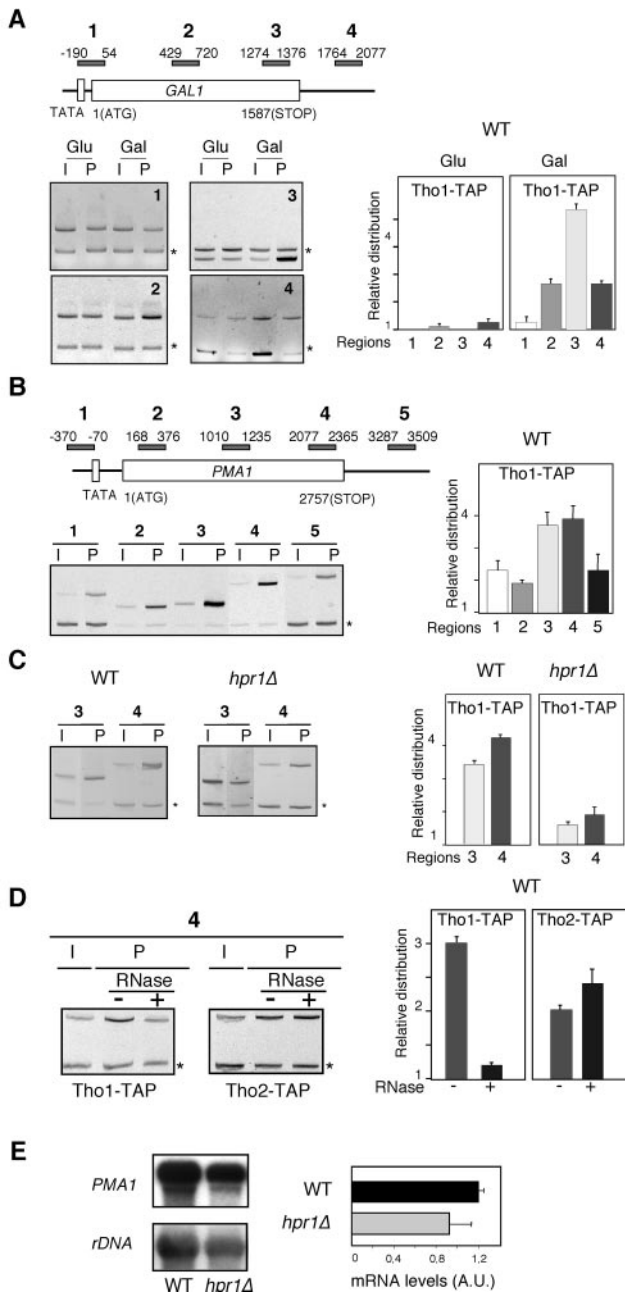 A
1 2 3 4
-190 54 429 720 1274 1376 1764 2077
GAL1
TATA 1(ATG) 1587(STOP)
Glu Gal Glu Gal
I P I P I P I P
1 3
*
*
2 4
*
*
WT
Glu Gal
Tho1-TAP Tho1-TAP
Relative distribution
4
1
Regions 1 2 3 4 1 2 3 4
B
1 2 3 4 5
-370 -70 168 376 1010 1235 2077 2365 3287 3509
PMA1
TATA 1(ATG) 2757(STOP)
1 2 3 4 5
I P I P I P I P I P
*
WT
Tho1-TAP
Relative distribution
4
1
Regions 1 2 3 4 5
C
WT hpr1Δ
3 4 3 4
I P I P I P I P
*
*
WT hpr1Δ
Tho1-TAP Tho1-TAP
Relative distribution
4
1
Regions 3 4 3 4
D
4
I P I P
RNase RNase
- + - +
*
*
Tho1-TAP Tho2-TAP
WT
Tho1-TAP Tho2-TAP
Relative distribution
3
2
1
RNase - + - +
E
PMA1
rDNA
WT hpr1Δ
WT
hpr1Δ
0 0,4 0,8 1,2
mRNA levels (A.U.)